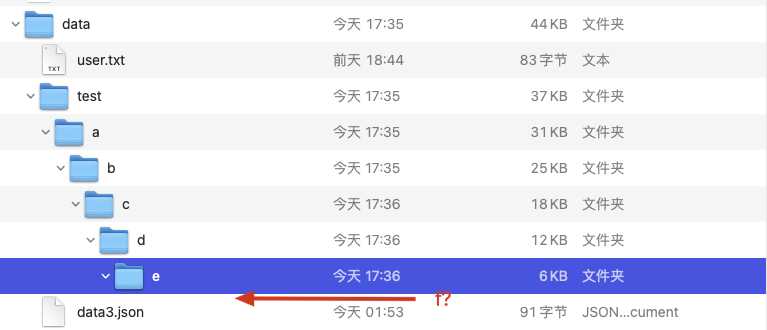 data 今天 17:35 44 KB 文件夹
TXT user.txt 前天 18:44 83 字节 文本
test 今天 17:35 37 KB 文件夹
a 今天 17:35 31 KB 文件夹
b 今天 17:35 25 KB 文件夹
c 今天 17:36 18 KB 文件夹
d 今天 17:36 12 KB 文件夹
e 今天 17:36 6 KB 文件夹
f?
data3.json 今天 01:53 91 字节 JSON...cument